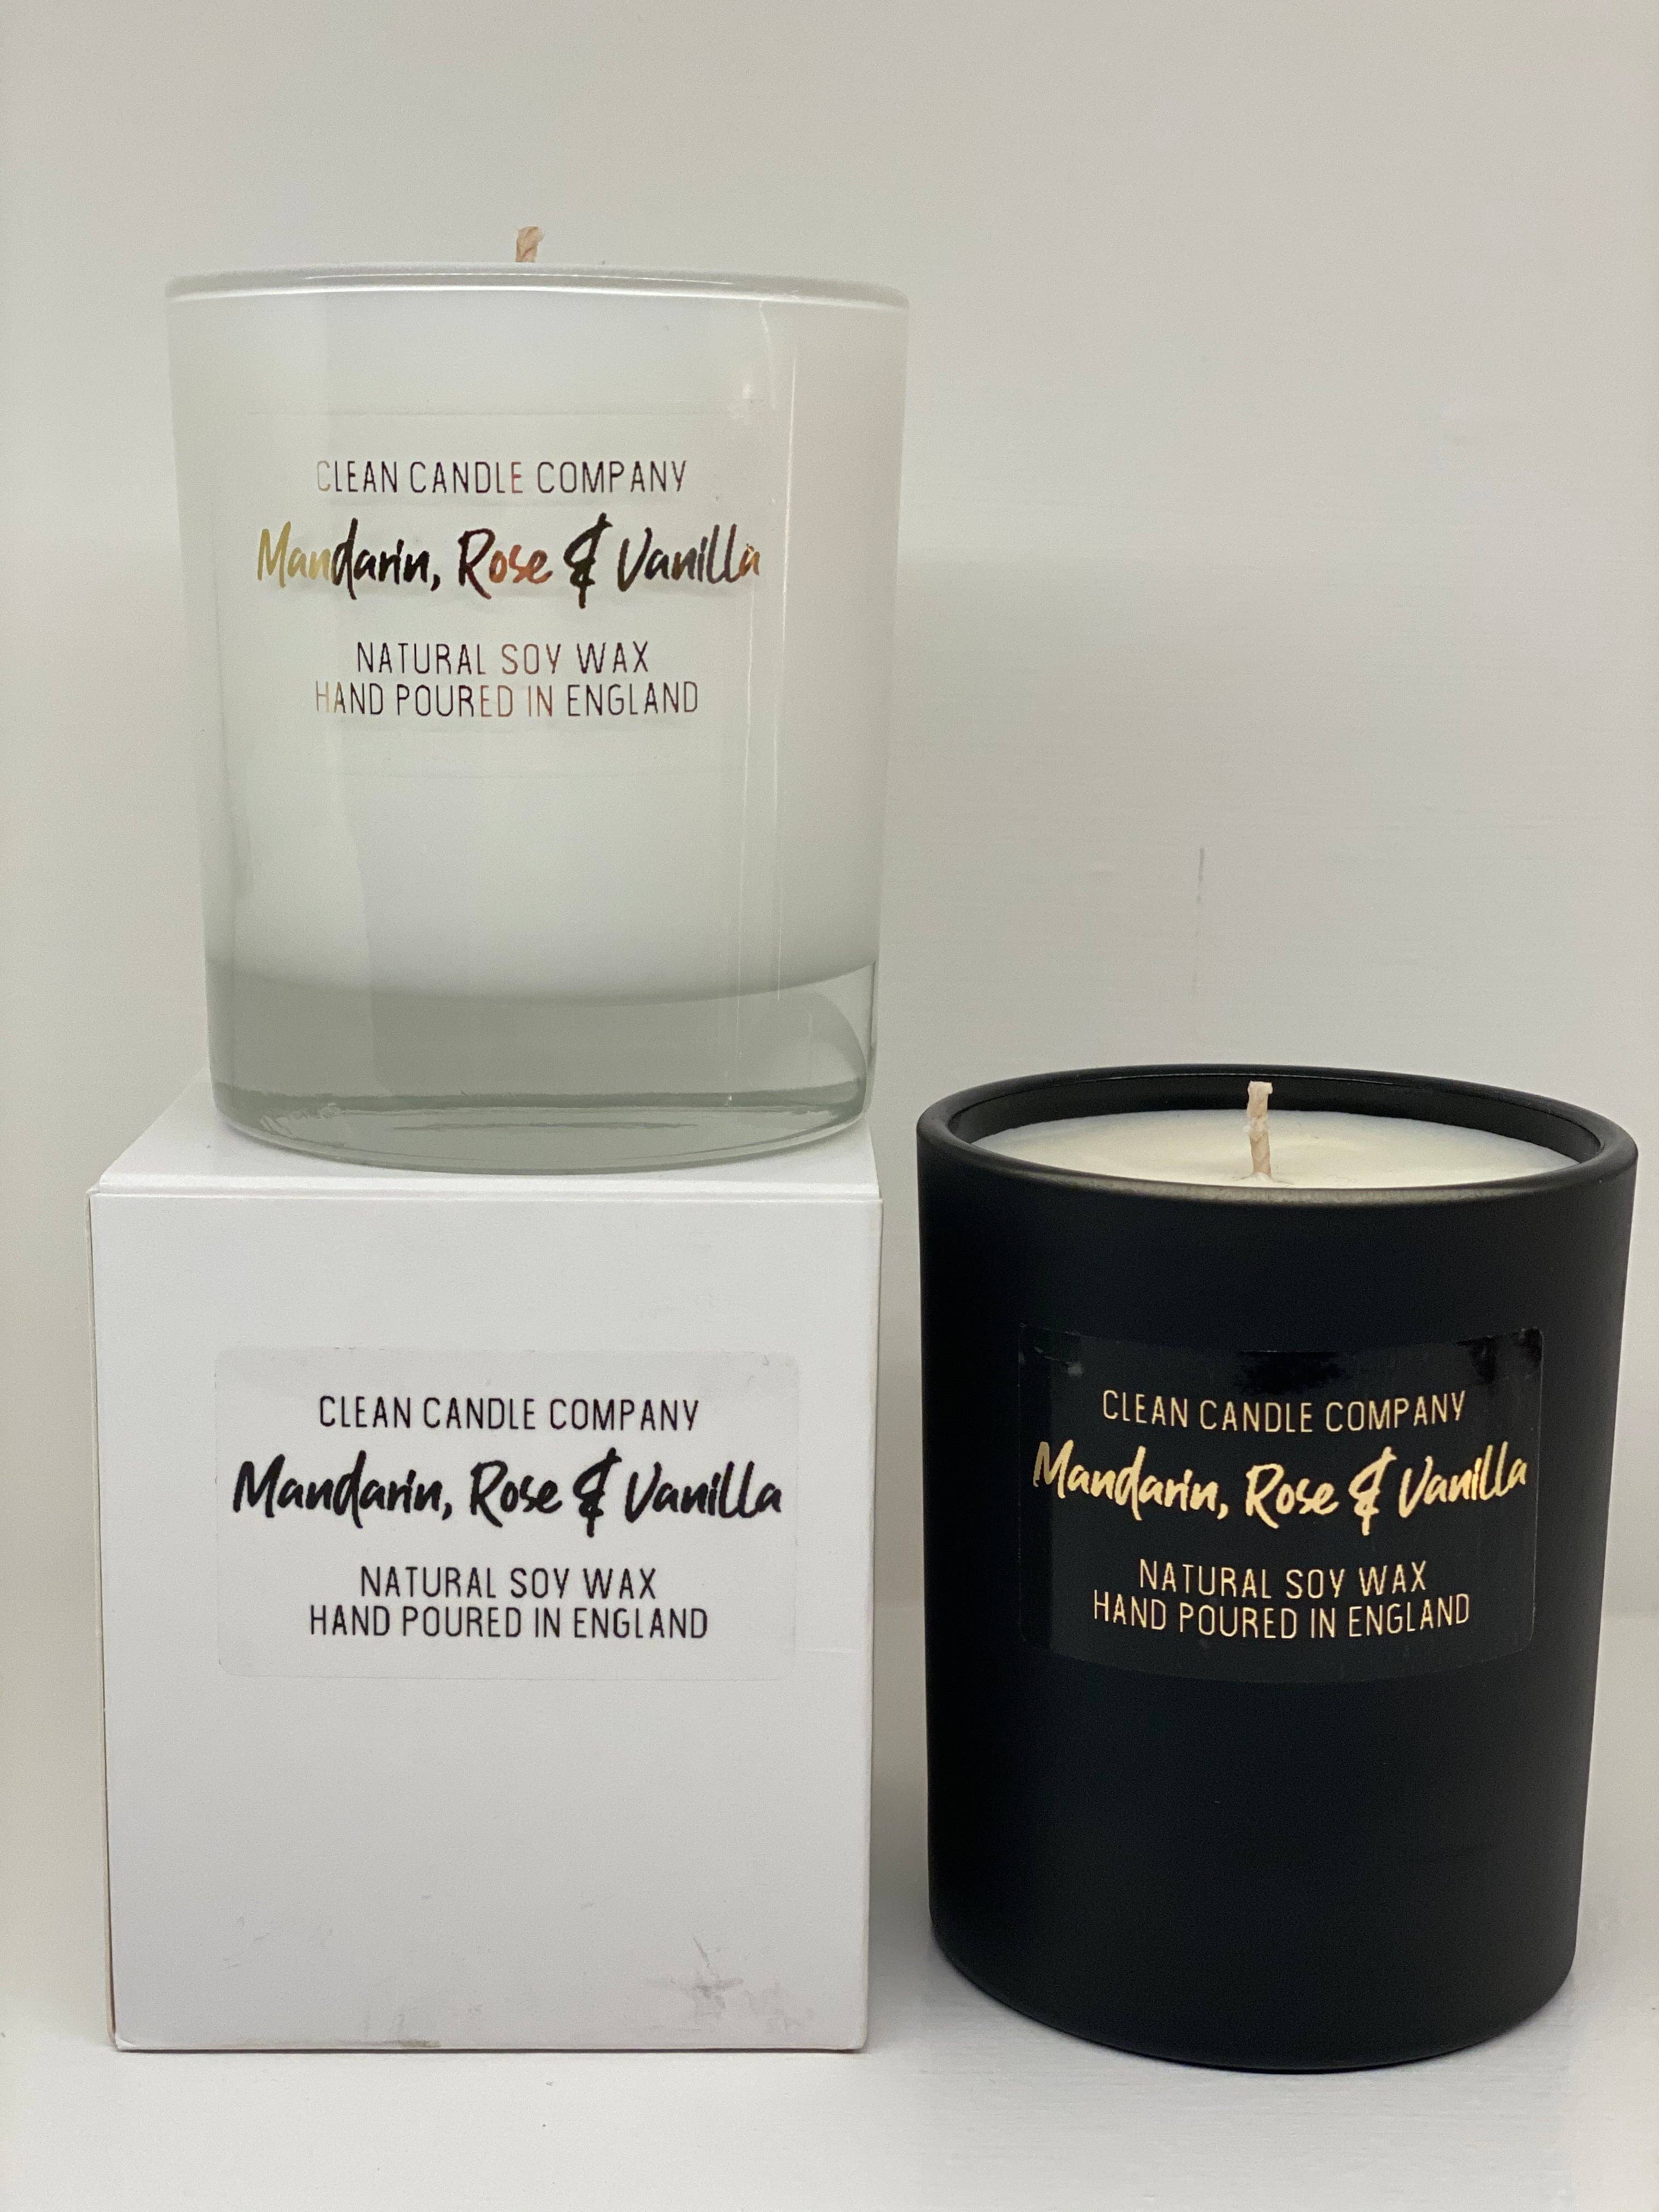 CLEAN CANDLE COMPANY
Mandarin, Rose & Vanilla
NATURAL SOY WAX
HAND POURED IN ENGLAND
CLEAN CANDLE COMPANY
Mandarin, Rose & Vanilla
NATURAL SOY WAX
HAND POURED IN ENGLAND
CLEAN CANDLE COMPANY
Mandarin, Rose & Vanilla
NATURAL SOY WAX
HAND POURED IN ENGLAND